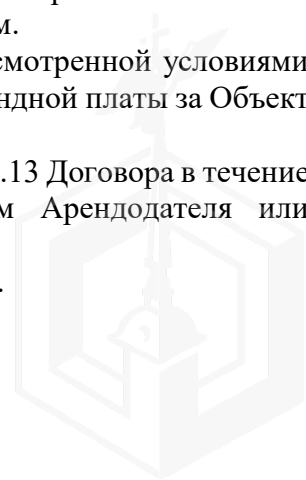 м.
смотренной условиями
ндной платы за Объект
.13 Договора в течение
м Арендодателя или
.